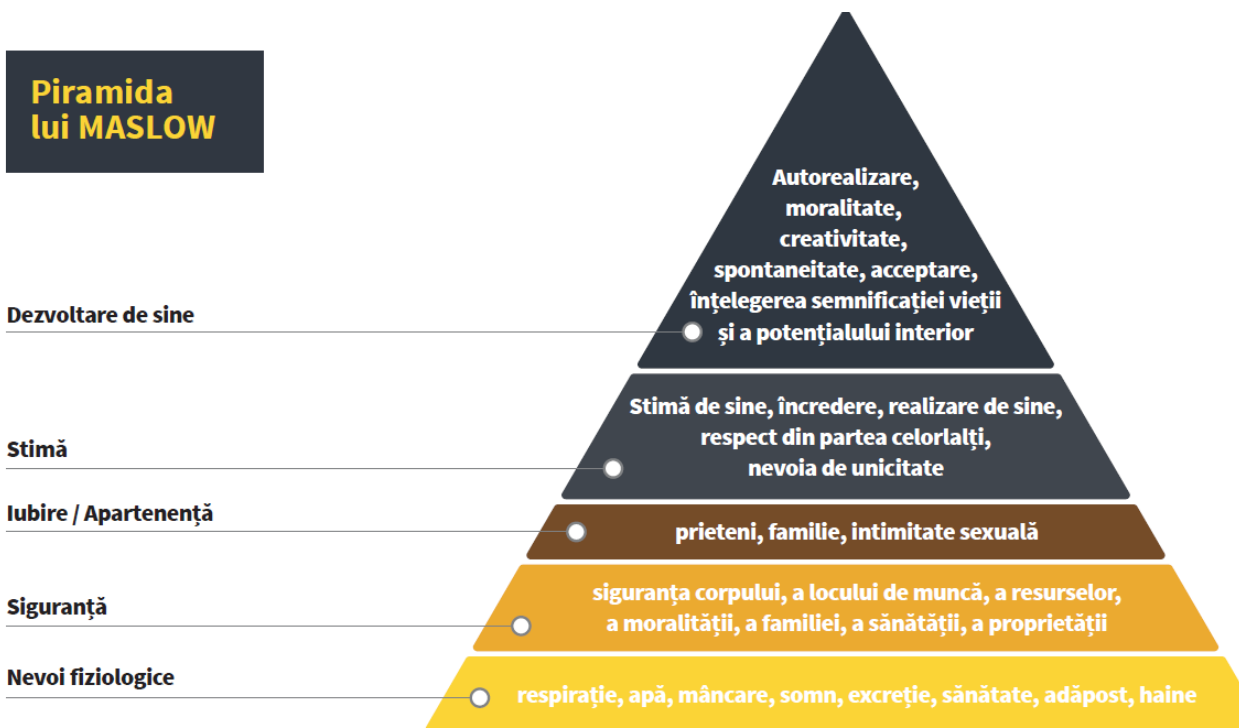 Piramida
lui MASLOW
Autorealizare,
moralitate,
creativitate,
spontaneitate, acceptare,
înțelegerea semnificației vieții
și a potențialului interior
Dezvoltare de sine
Stimă de sine, încredere, realizare de sine,
respect din partea celorlalți,
nevoia de unicitate
Stimă
Iubire / Apartenență
prieteni, familie, intimitate sexuală
siguranța corpului, a locului de muncă, a resurselor,
a moralității, a familiei, a sănătății, a proprietății
Siguranță
Nevoi fiziologice
respirație, apă, mâncare, somn, excreție, sănătate, adăpost, haine